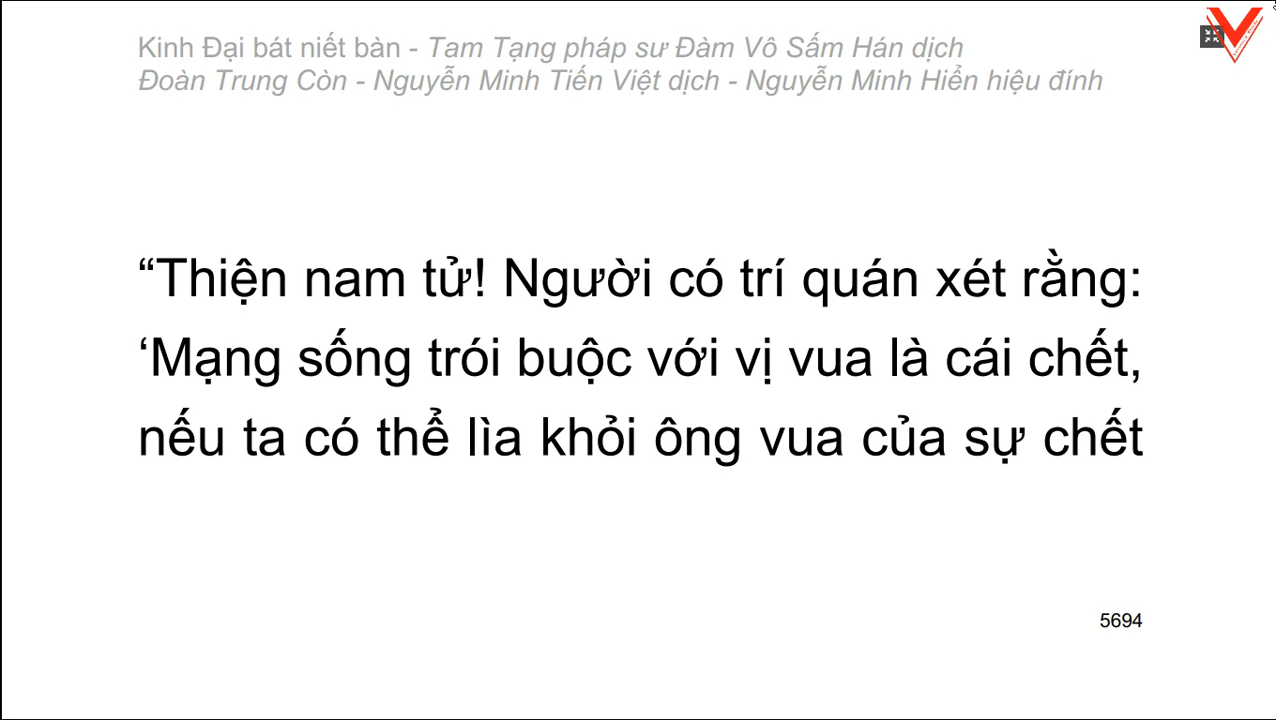 Kinh Đại bát niết bàn - Tam Tạng pháp sư Đàm Vô Sấm Hán dịch
Đoàn Trung Còn - Nguyễn Minh Tiến Việt dịch - Nguyễn Minh Hiển hiệu đính
“Thiện nam tử! Người có trí quán xét rằng:
‘Mạng sống trói buộc với vị vua là cái chết,
nếu ta có thể lìa khỏi ông vua của sự chết
5694